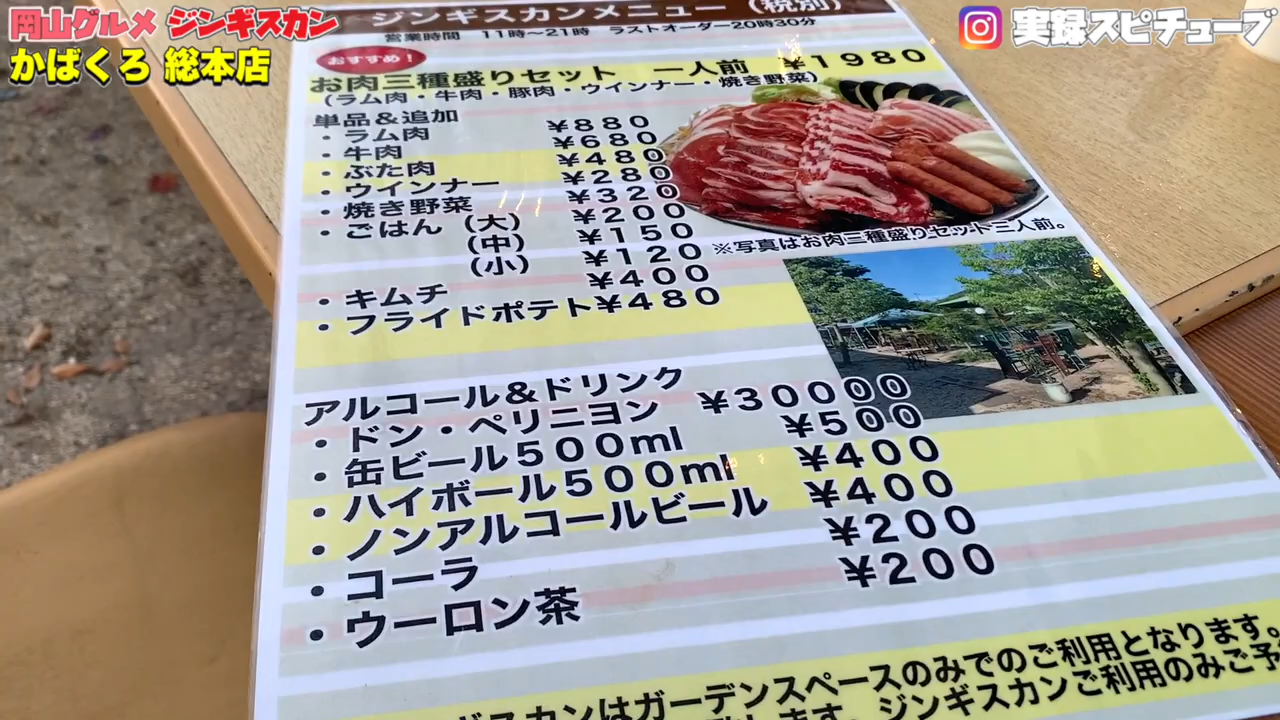 岡山グルメ ジンギスカン
かばくろ 総本店
実録スピチューブ
ジンギスカンメニュー（税別）
営業時間 11時〜21時 ラストオーダー20時30分
おすすめ！
お肉三種盛りセット 一人前 ¥1980
（ラム肉・牛肉・豚肉・ウインナー・焼き野菜）
単品＆追加
・ラム肉 ¥880
・牛肉 ¥680
・ぶた肉 ¥480
・ウインナー ¥280
・焼き野菜 ¥320
・ごはん（大） ¥200
（中） ¥150
（小） ¥120
・キムチ ¥400
・フライドポテト¥480
※写真はお肉三種盛りセット三人前。
アルコール＆ドリンク
・ドン・ペリニヨン ¥30000
・缶ビール500ml ¥500
・ハイボール500ml ¥400
・ノンアルコールビール ¥400
・コーラ ¥200
・ウーロン茶 ¥200
ギスカンはガーデンスペースのみでのご利用となります。
します。ジンギスカンご利用のみご予